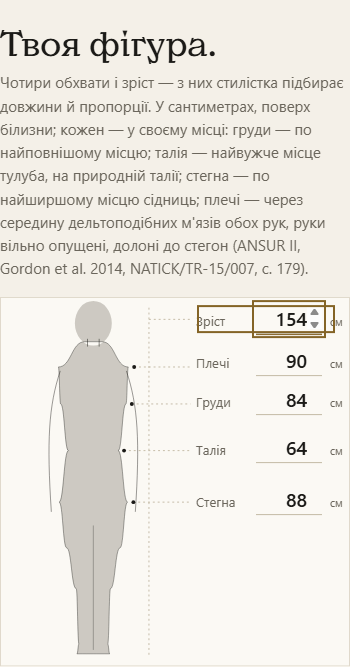 Твоя фігура.
Чотири обхвати і зріст — з них стилістка підбирає
довжини й пропорції. У сантиметрах, поверх
білизни; кожен — у своєму місці: груди — по
найповнішому місцю; талія — найвужче місце
тулуба, на природній талії; стегна — по
найширшому місцю сідниць; плечі — через
середину дельтоподібних м'язів обох рук, руки
вільно опущені, долоні до стегон (ANSUR II,
Gordon et al. 2014, NATICK/TR-15/007, с. 179).
Зріст 154 см
Плечі 90 см
Груди 84 см
Талія 64 см
Стегна 88 см